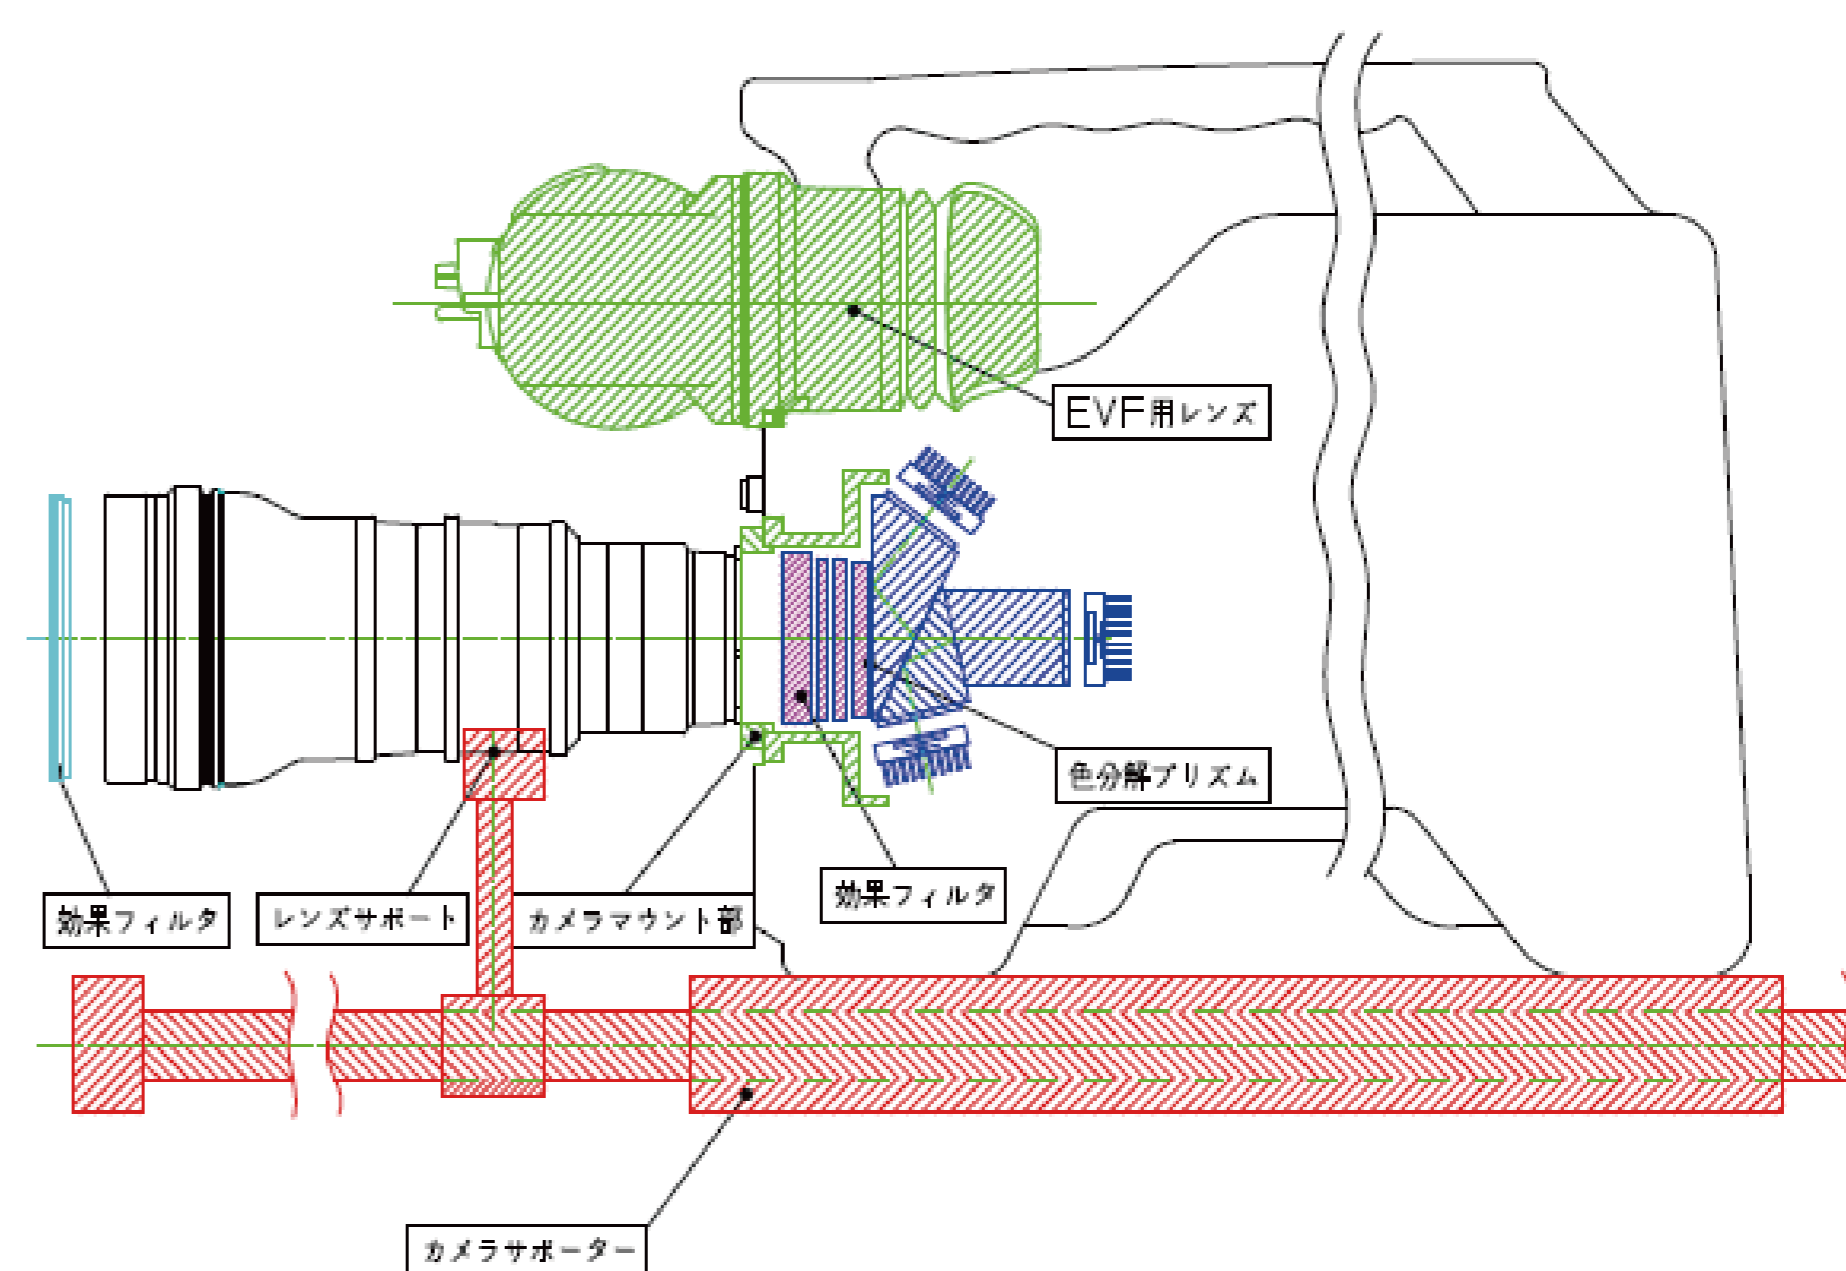 EVF用レンズ
色分解プリズム
効果フィルタ
効果フィルタ
レンズサポート
カメラマウント部
カメラサポーター